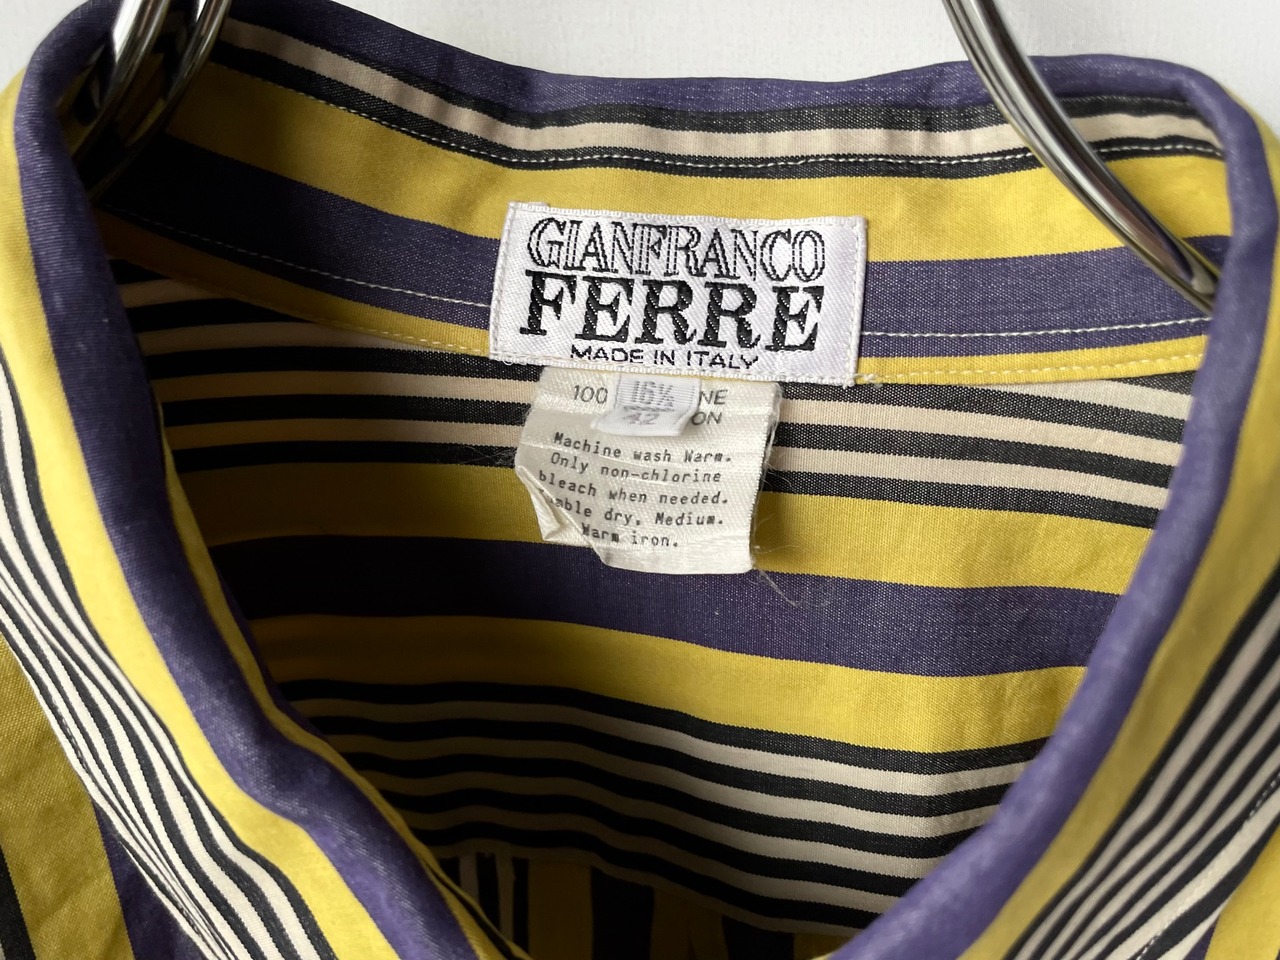 GIANFRANCO
FERRE
MADE IN ITALY
100 16½ NE
42 ON
Machine wash Warm.
Only non-chlorine
bleach when needed.
mble dry, Medium.
Warm iron.